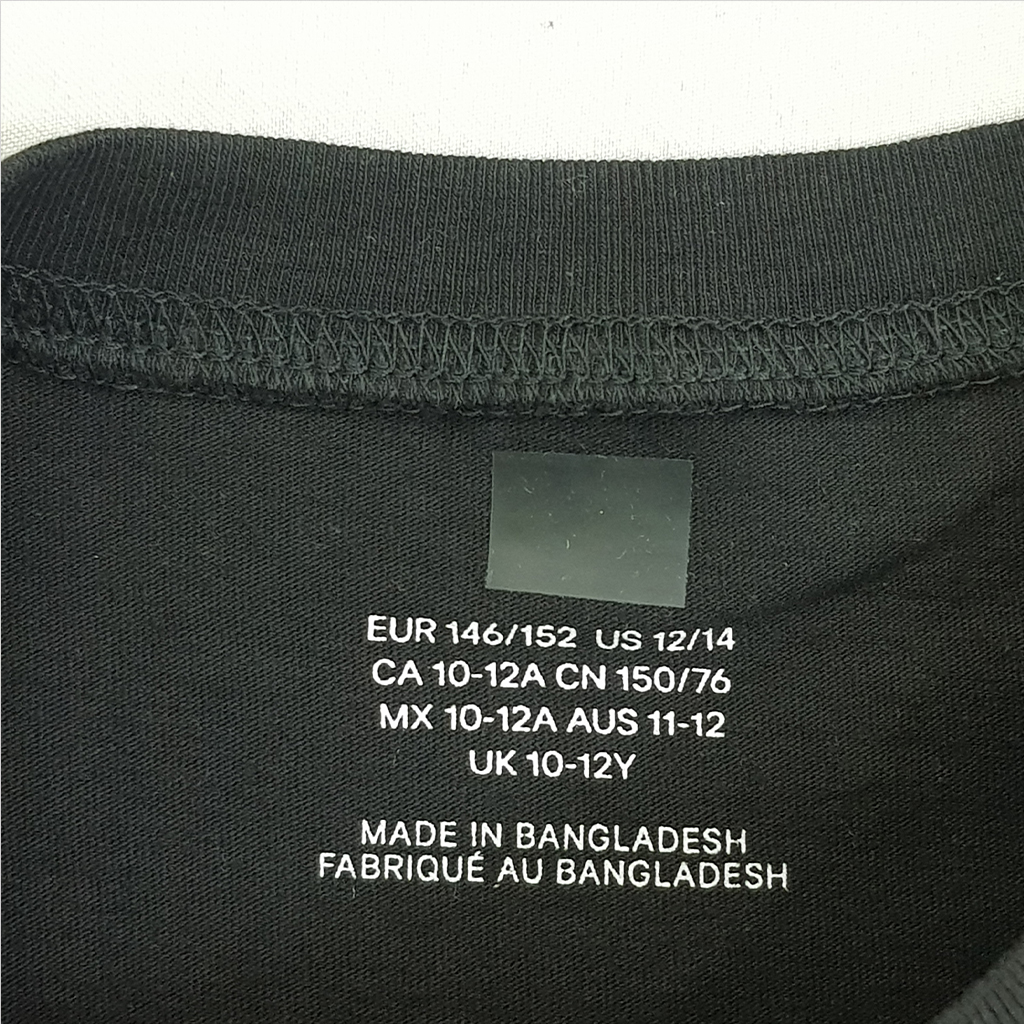 EUR 146/152 US 12/14
CA 10-12A CN 150/76
MX 10-12A AUS 11-12
UK 10-12Y
MADE IN BANGLADESH
FABRIQUÉ AU BANGLADESH